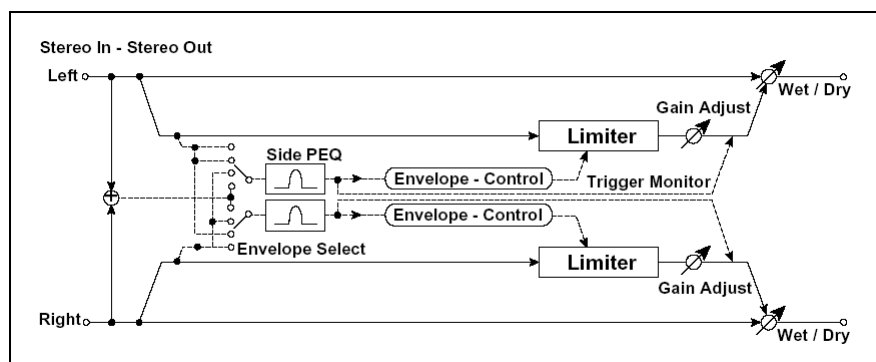 Stereo In - Stereo Out
Left
Wet / Dry
Gain Adjust
Limiter
Side PEQ
Envelope - Control
Trigger Monitor
Envelope - Control
Envelope Select
Limiter
Gain Adjust
Right
Wet / Dry